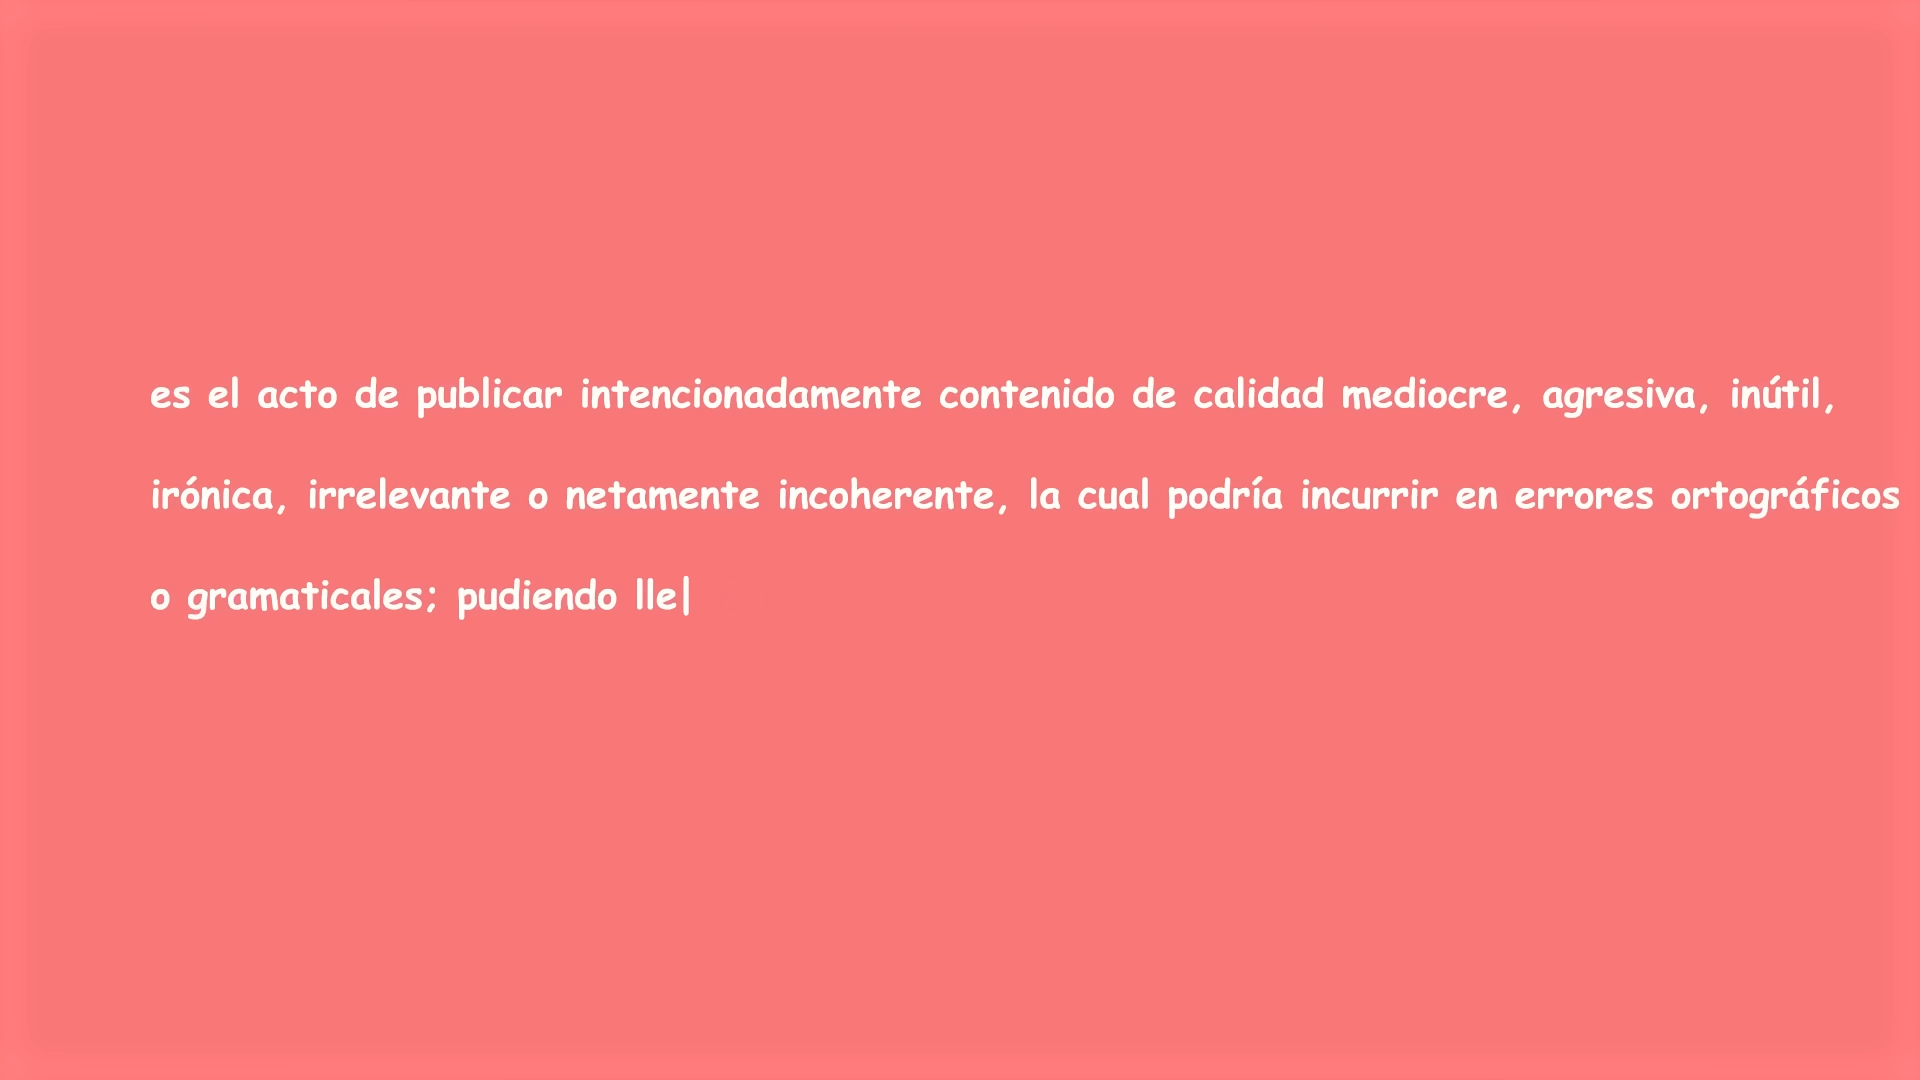 es el acto de publicar intencionadamente contenido de calidad mediocre, agresiva, inútil,
irónica, irrelevante o netamente incoherente, la cual podría incurrir en errores ortográficos
o gramaticales; pudiendo lle|